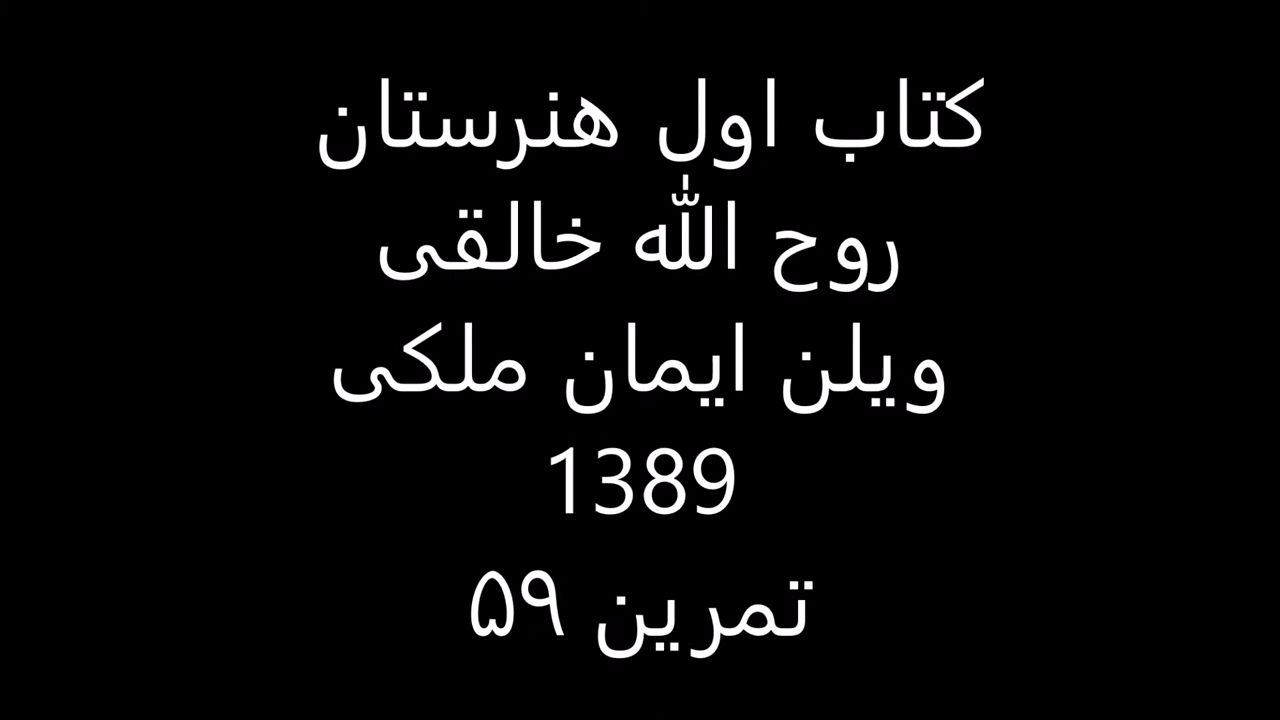 کتاب اول هنرستان
روح الله خالقی
ویلن ایمان ملکی
1389
تمرین ۵۹